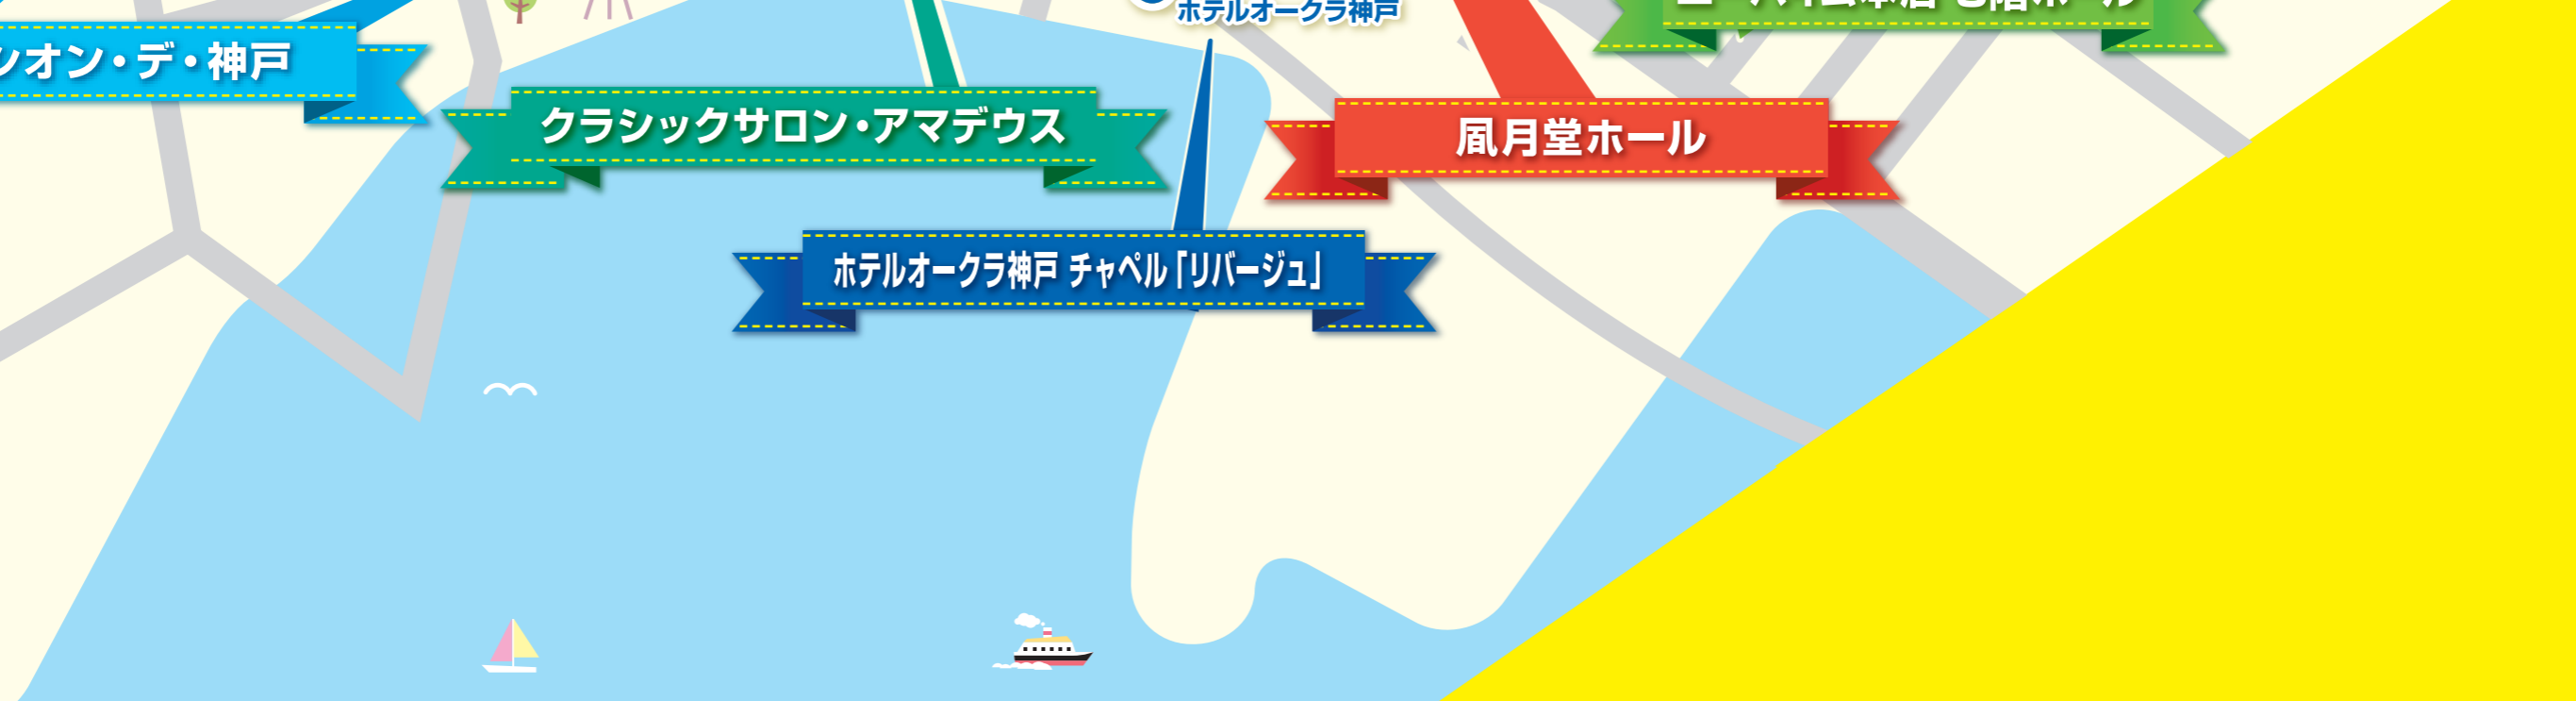 ホテルオークラ神戸
シオン・デ・神戸
クラシックサロン・アマデウス
凮月堂ホール
ホテルオークラ神戸 チャペル「リバージュ」